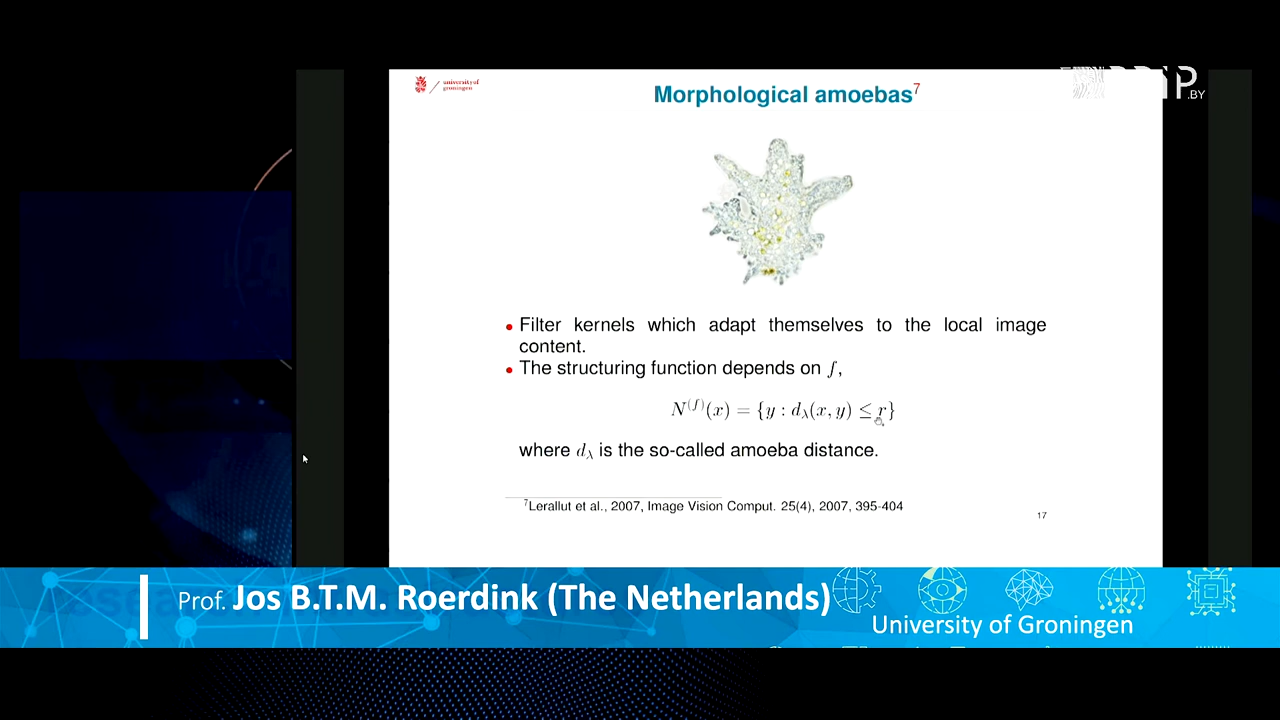 university of
groningen
Morphological amoebas⁷
PRIP
.BY
• Filter kernels which adapt themselves to the local image
content.
• The structuring function depends on f,
N⁽ᶠ⁾(x) = {y : d_λ(x, y) ≤ r}
where d_λ is the so-called amoeba distance.
⁷Lerallut et al., 2007, Image Vision Comput. 25(4), 2007, 395-404
17
Prof. Jos B.T.M. Roerdink (The Netherlands)
University of Groningen